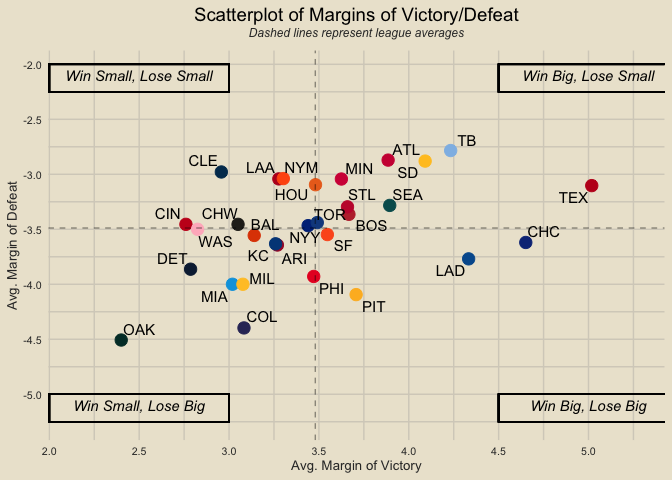 Scatterplot of Margins of Victory/Defeat
Dashed lines represent league averages
Win Small, Lose Small
Win Big, Lose Small
-2.0
-2.5
-3.0
-3.5
-4.0
-4.5
-5.0
Avg. Margin of Defeat
TB
ATL
SD
CLE
LAA
NYM
MIN
HOU
STL
SEA
TEX
CIN
CHW
BAL
TOR
BOS
WAS
NYY
SF
CHC
KC
ARI
DET
LAD
MIL
MIA
PHI
PIT
COL
OAK
Win Small, Lose Big
Win Big, Lose Big
2.0
2.5
3.0
3.5
4.0
4.5
5.0
Avg. Margin of Victory